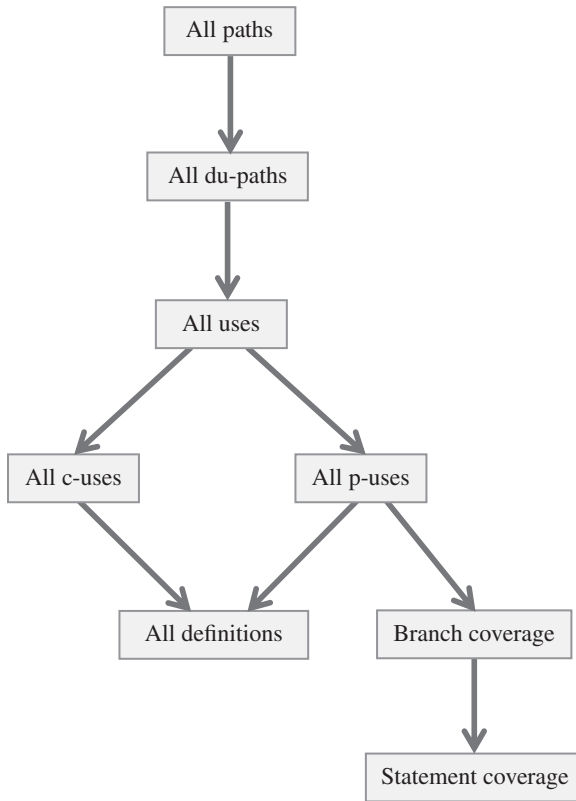 All paths
All du-paths
All uses
All c-uses
All p-uses
All definitions
Branch coverage
Statement coverage